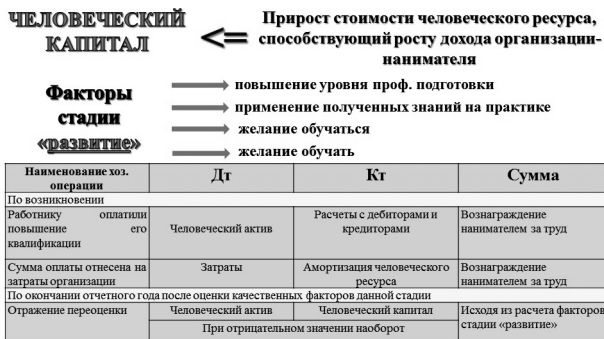 ЧЕЛОВЕЧЕСКИЙ
КАПИТАЛ
<=
Прирост стоимости человеческого ресурса,
способствующий росту дохода организации-
нанимателя
Факторы
стадии
«развитие»
повышение уровня проф. подготовки
применение полученных знаний на практике
желание обучаться
желание обучать
Наименование хоз.
операции
Дт
Кт
Сумма
По возникновении
Работнику оплатили
повышение его
квалификации
Человеческий актив
Расчеты с дебиторами и
кредиторами
Вознаграждение
нанимателем за труд
Сумма оплаты отнесена на
затраты организации
Затраты
Амортизация человеческого
ресурса
Вознаграждение
нанимателем за труд
По окончании отчетного года после оценки качественных факторов данной стадии
Отражение переоценки
Человеческий актив
Человеческий капитал
Исходя из расчета факторов
стадии «развитие»
При отрицательном значении наоборот